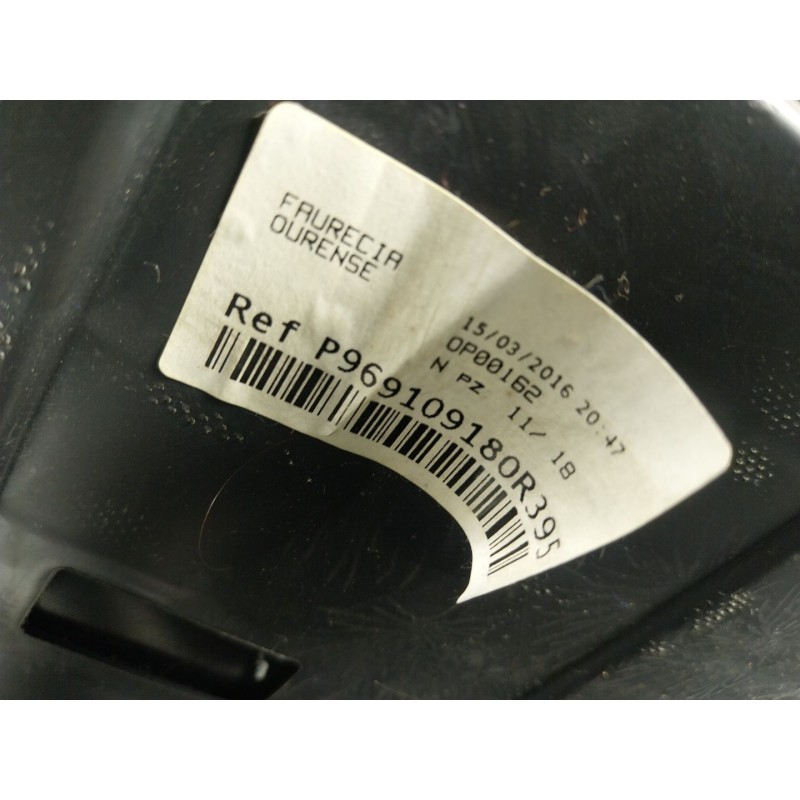 FAURECIA
OURENSE
15/03/2016 20:47
OP00162
N PZ 11/ 18
Ref P969109180R395